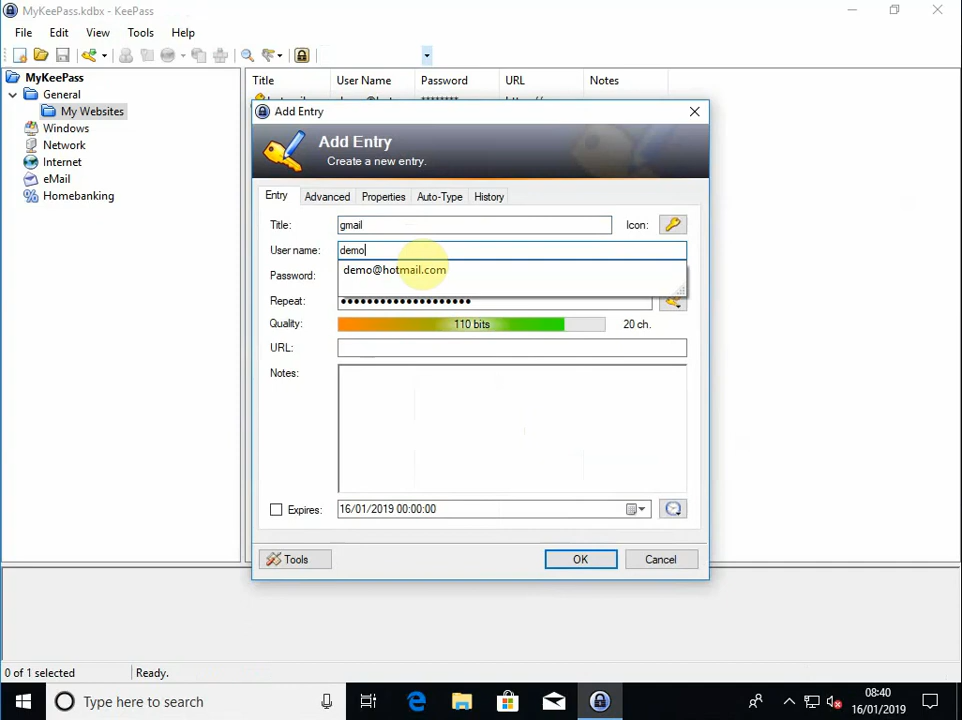 MyKeePass.kdbx - KeePass
File Edit View Tools Help
MyKeePass
General
My Websites
Windows
Network
Internet
eMail
Homebanking
Title User Name Password URL Notes
Add Entry
Add Entry
Create a new entry.
Entry Advanced Properties Auto-Type History
Title: gmail Icon:
User name: demo
demo@hotmail.com
Password:
Repeat: ●●●●●●●●●●●●●●●●●●●●
Quality: 110 bits 20 ch.
URL:
Notes:
Expires: 16/01/2019 00:00:00
Tools OK Cancel
0 of 1 selected Ready.
Type here to search
08:40
16/01/2019